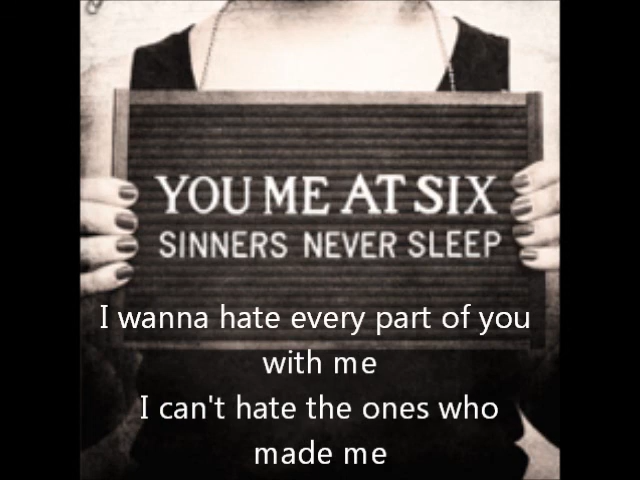 YOU ME AT SIX
SINNERS NEVER SLEEP
I wanna hate every part of you
with me
I can't hate the ones who
made me